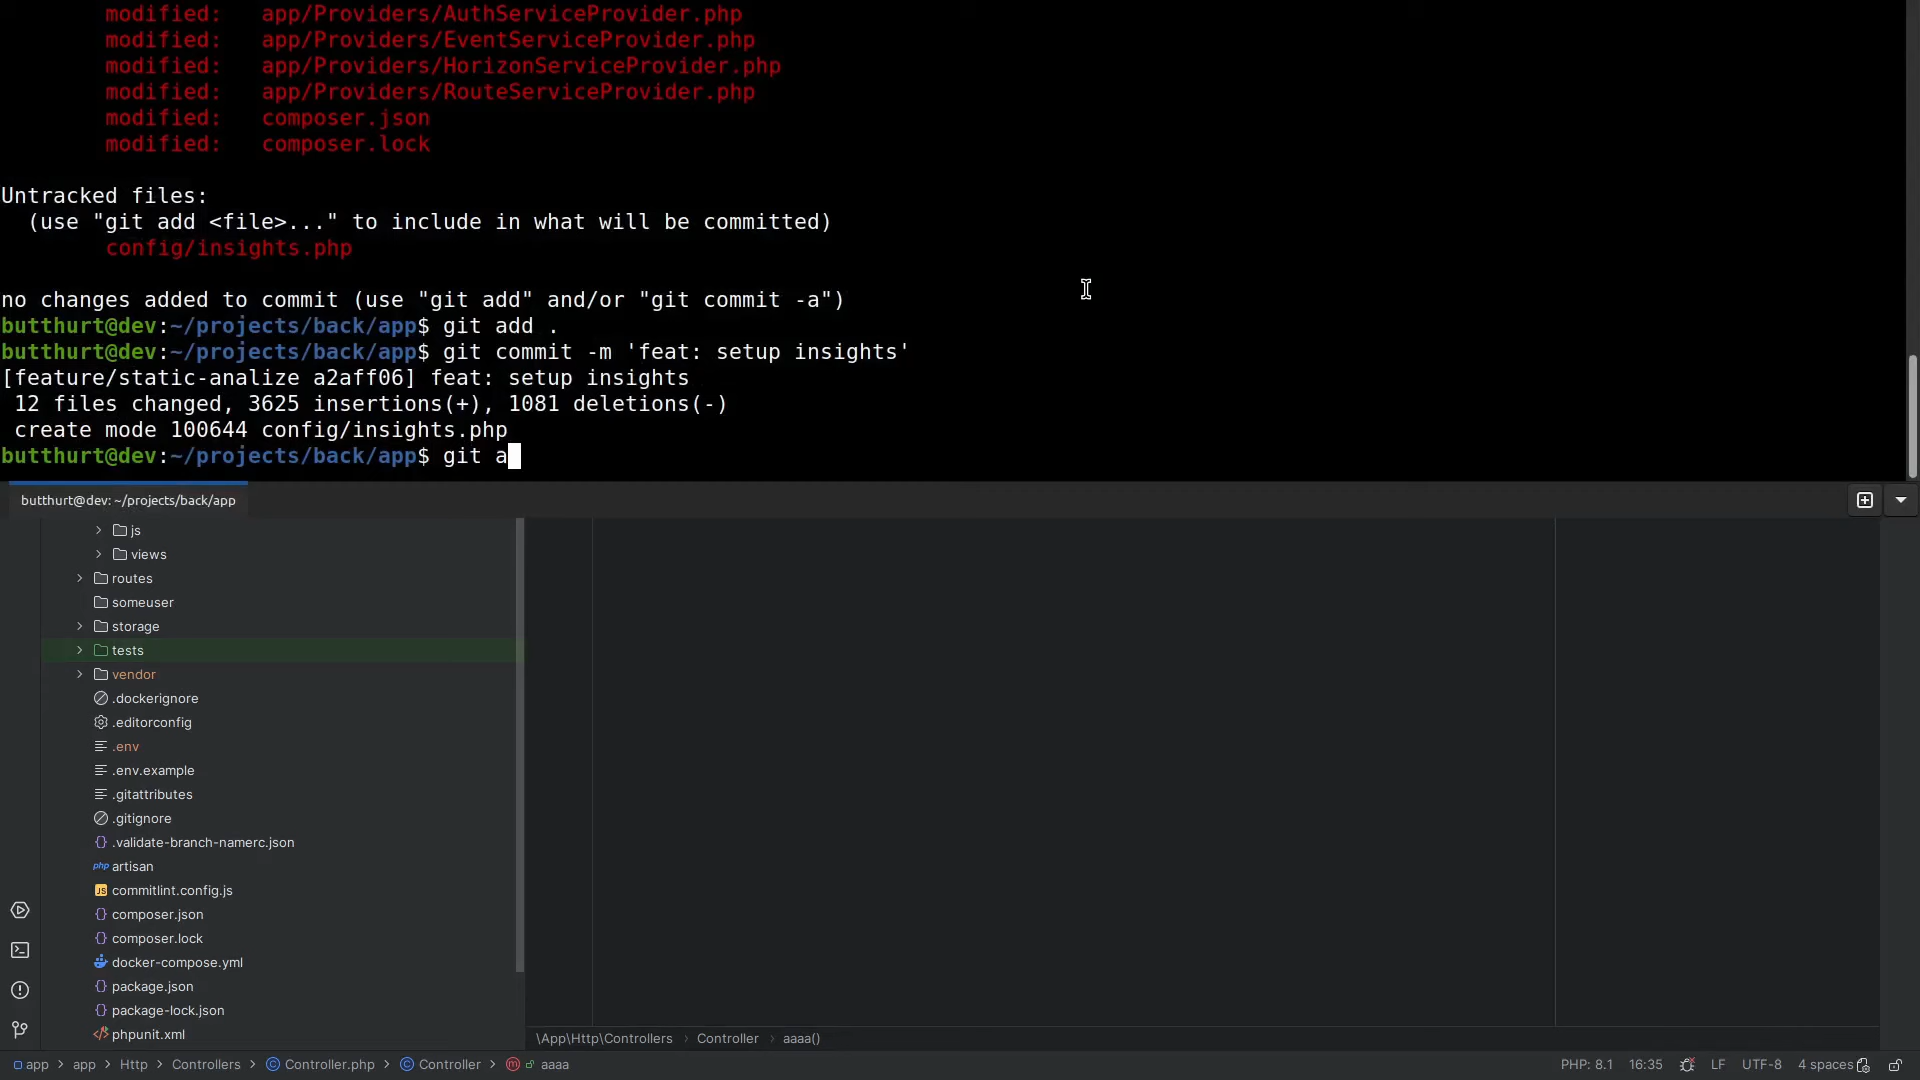 modified:   app/Providers/AuthServiceProvider.php
modified:   app/Providers/EventServiceProvider.php
modified:   app/Providers/HorizonServiceProvider.php
modified:   app/Providers/RouteServiceProvider.php
modified:   composer.json
modified:   composer.lock
Untracked files:
(use "git add <file>..." to include in what will be committed)
config/insights.php
no changes added to commit (use "git add" and/or "git commit -a")
butthurt@dev:~/projects/back/app$ git add .
butthurt@dev:~/projects/back/app$ git commit -m 'feat: setup insights'
[feature/static-analize a2aff06] feat: setup insights
12 files changed, 3625 insertions(+), 1081 deletions(-)
create mode 100644 config/insights.php
butthurt@dev:~/projects/back/app$ git a
butthurt@dev: ~/projects/back/app
js
views
routes
someuser
storage
tests
vendor
.dockerignore
.editorconfig
.env
.env.example
.gitattributes
.gitignore
.validate-branch-namerc.json
php artisan
JS commitlint.config.js
composer.json
composer.lock
docker-compose.yml
package.json
package-lock.json
phpunit.xml
\App\Http\Controllers › Controller › aaaa()
app › app › Http › Controllers › Controller.php › Controller › aaaa
PHP: 8.1 16:35 LF UTF-8 4 spaces